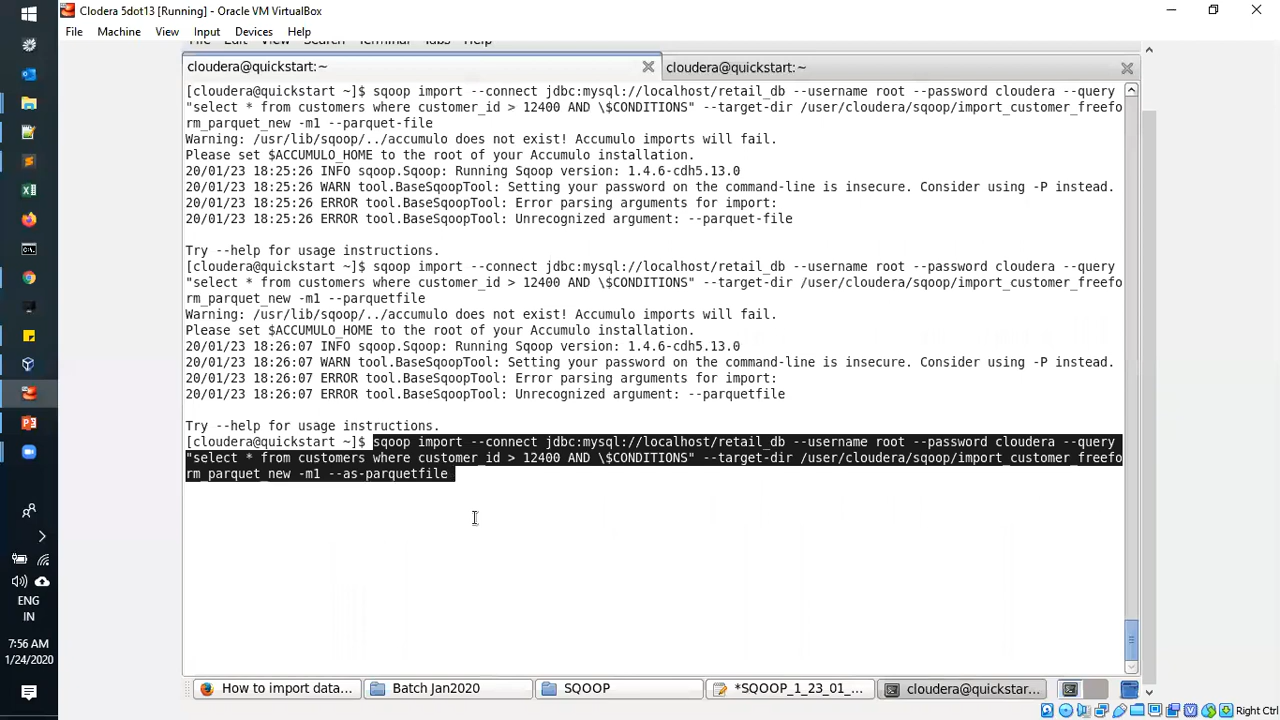 Clodera 5dot13 [Running] - Oracle VM VirtualBox
File Machine View Input Devices Help
File Edit View Search Terminal Tabs Help
cloudera@quickstart:~
cloudera@quickstart:~
[cloudera@quickstart ~]$ sqoop import --connect jdbc:mysql://localhost/retail_db --username root --password cloudera --query
"select * from customers where customer_id > 12400 AND \$CONDITIONS" --target-dir /user/cloudera/sqoop/import_customer_freefo
rm_parquet_new -m1 --parquet-file
Warning: /usr/lib/sqoop/../accumulo does not exist! Accumulo imports will fail.
Please set $ACCUMULO_HOME to the root of your Accumulo installation.
20/01/23 18:25:26 INFO sqoop.Sqoop: Running Sqoop version: 1.4.6-cdh5.13.0
20/01/23 18:25:26 WARN tool.BaseSqoopTool: Setting your password on the command-line is insecure. Consider using -P instead.
20/01/23 18:25:26 ERROR tool.BaseSqoopTool: Error parsing arguments for import:
20/01/23 18:25:26 ERROR tool.BaseSqoopTool: Unrecognized argument: --parquet-file
Try --help for usage instructions.
[cloudera@quickstart ~]$ sqoop import --connect jdbc:mysql://localhost/retail_db --username root --password cloudera --query
"select * from customers where customer_id > 12400 AND \$CONDITIONS" --target-dir /user/cloudera/sqoop/import_customer_freefo
rm_parquet_new -m1 --parquetfile
Warning: /usr/lib/sqoop/../accumulo does not exist! Accumulo imports will fail.
Please set $ACCUMULO_HOME to the root of your Accumulo installation.
20/01/23 18:26:07 INFO sqoop.Sqoop: Running Sqoop version: 1.4.6-cdh5.13.0
20/01/23 18:26:07 WARN tool.BaseSqoopTool: Setting your password on the command-line is insecure. Consider using -P instead.
20/01/23 18:26:07 ERROR tool.BaseSqoopTool: Error parsing arguments for import:
20/01/23 18:26:07 ERROR tool.BaseSqoopTool: Unrecognized argument: --parquetfile
Try --help for usage instructions.
[cloudera@quickstart ~]$ sqoop import --connect jdbc:mysql://localhost/retail_db --username root --password cloudera --query
"select * from customers where customer_id > 12400 AND \$CONDITIONS" --target-dir /user/cloudera/sqoop/import_customer_freefo
rm_parquet_new -m1 --as-parquetfile
ENG
IN
7:56 AM
1/24/2020
How to import data...
Batch Jan2020
SQOOP
*SQOOP_1_23_01_...
cloudera@quickstar...
Right Ctrl